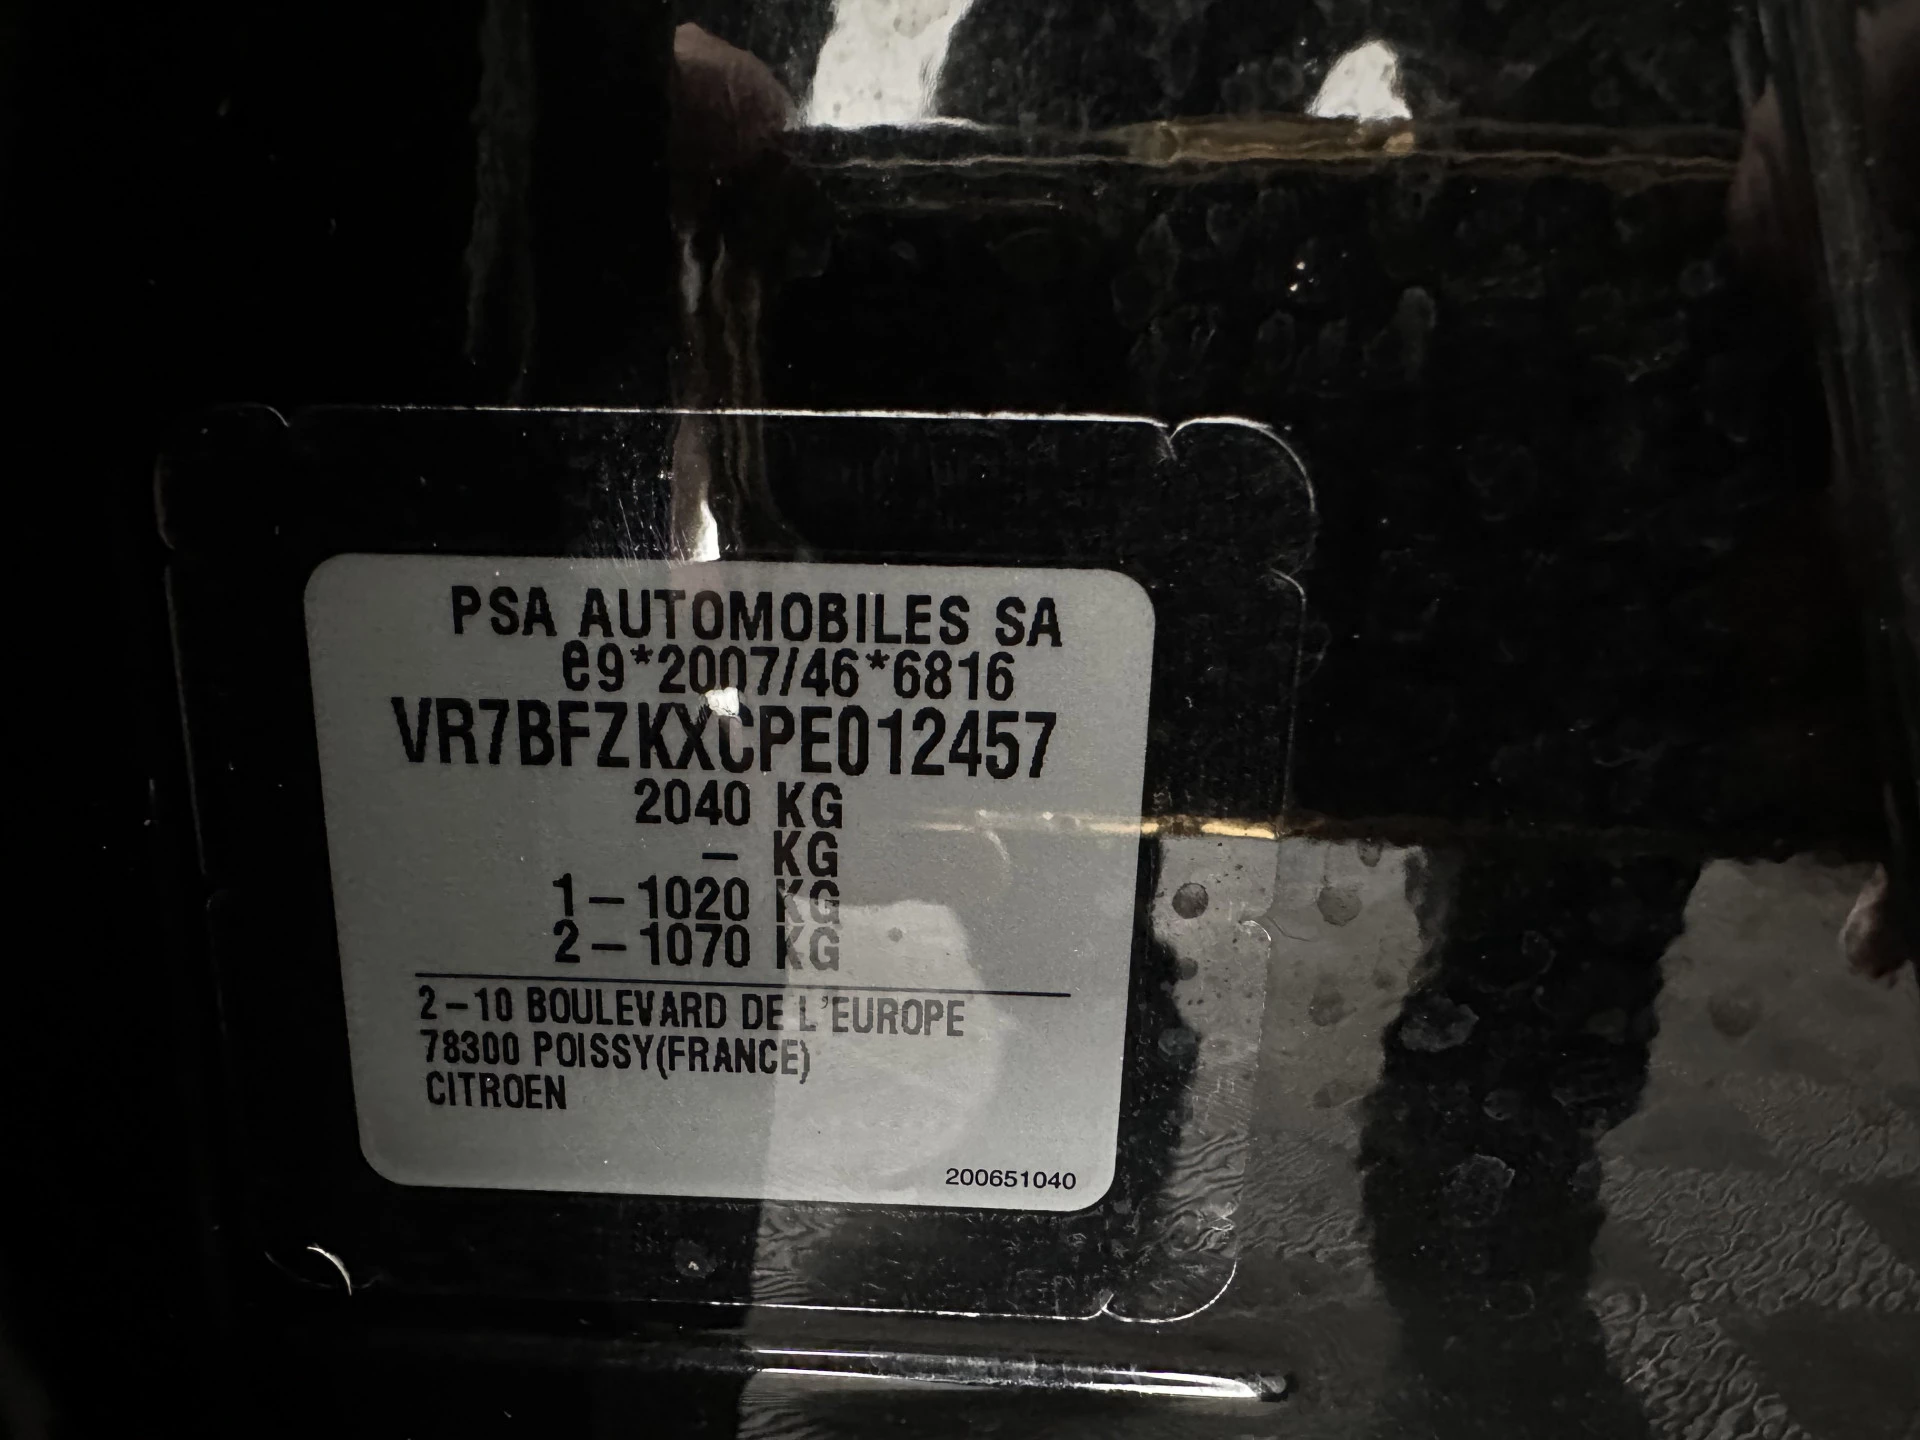 PSA AUTOMOBILES SA
e9*2007/46*6816
VR7BFZKXCPE012457
2040 KG
– KG
1–1020 KG
2–1070 KG
2–10 BOULEVARD DE L'EUROPE
78300 POISSY(FRANCE)
CITROEN
200651040